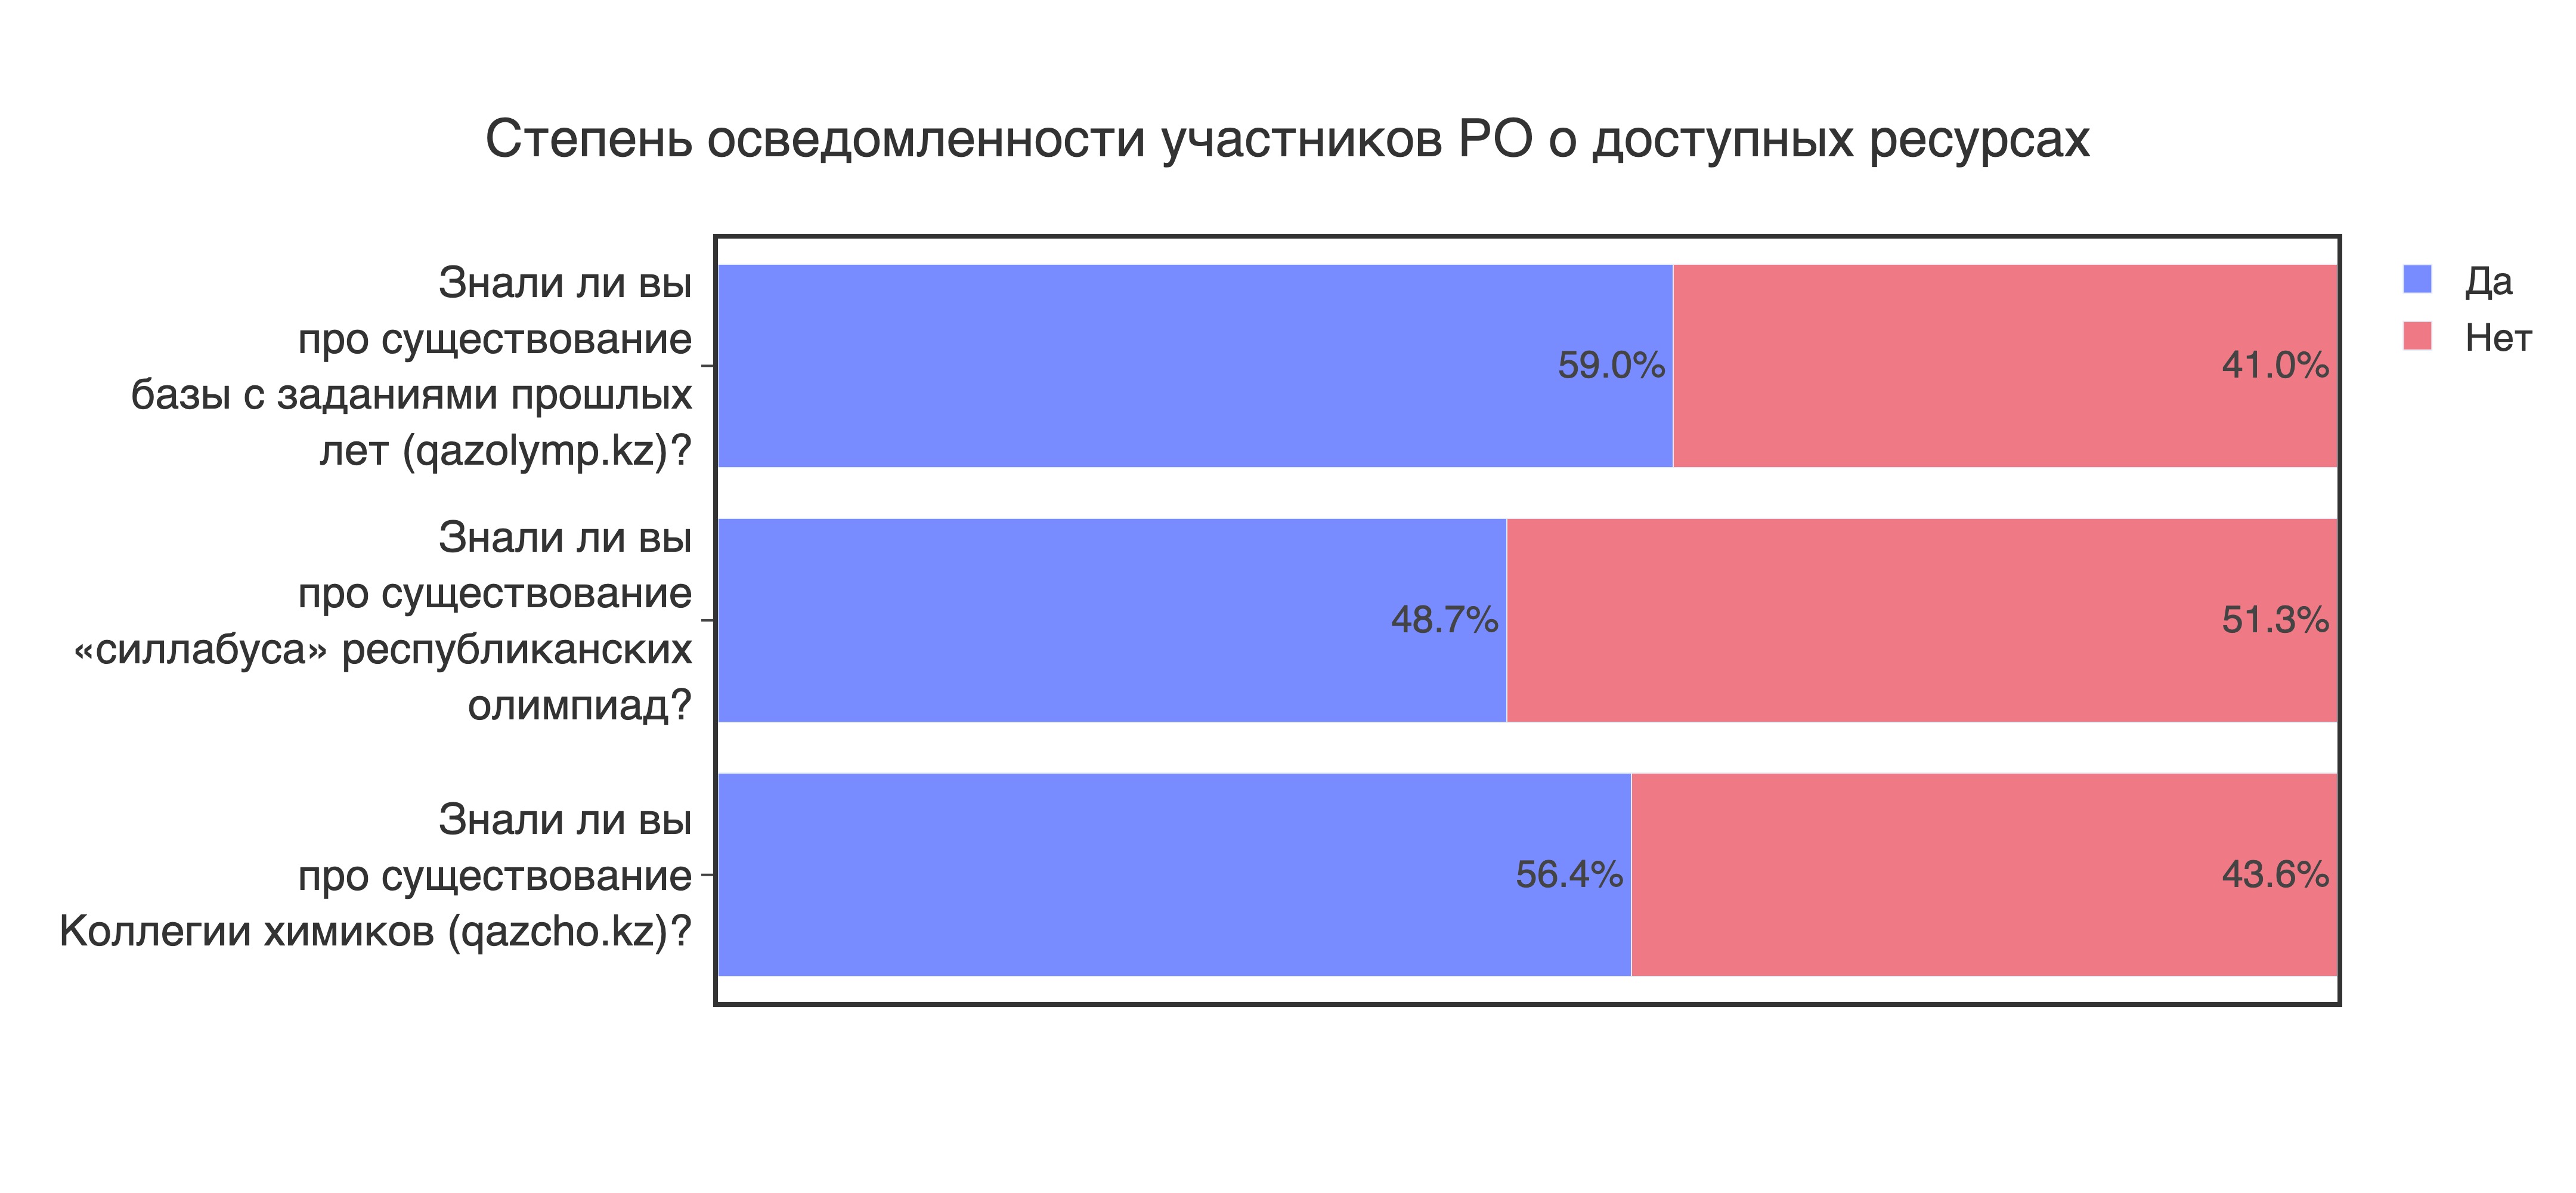 Степень осведомленности участников РО о доступных ресурсах
Да
Нет
Знали ли вы
про существование
базы с заданиями прошлых
лет (qazolymp.kz)?
59.0%
41.0%
Знали ли вы
про существование
«силлабуса» республиканских
олимпиад?
48.7%
51.3%
Знали ли вы
про существование
Коллегии химиков (qazcho.kz)?
56.4%
43.6%